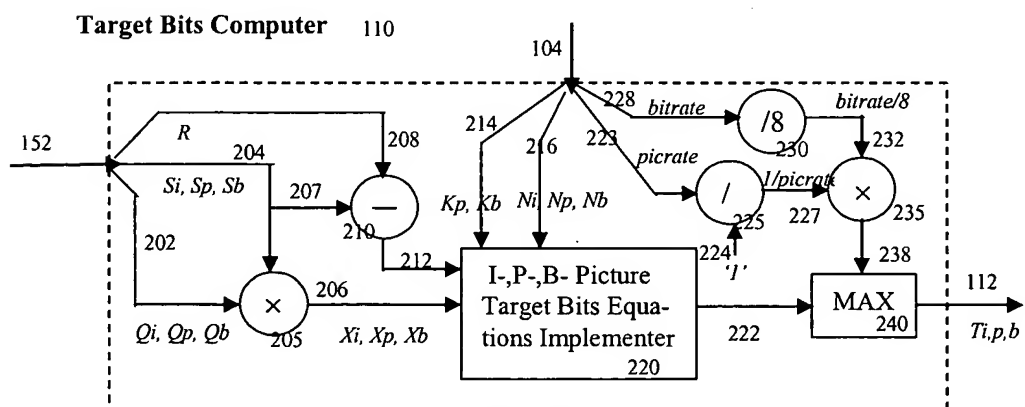 Target Bits Computer 110
104
228
bitrate
bitrate/8
/8
230
232
152
R
204
208
214
216
223
picrate
1/picrate
/
225
227
×
235
Si, Sp, Sb
207
−
210
Kp, Kb
Ni, Np, Nb
202
212
224
'1'
238
I-,P-,B- Picture
Target Bits Equa-
tions Implementer
220
206
×
205
Qi, Qp, Qb
Xi, Xp, Xb
222
MAX
240
112
Ti,p,b